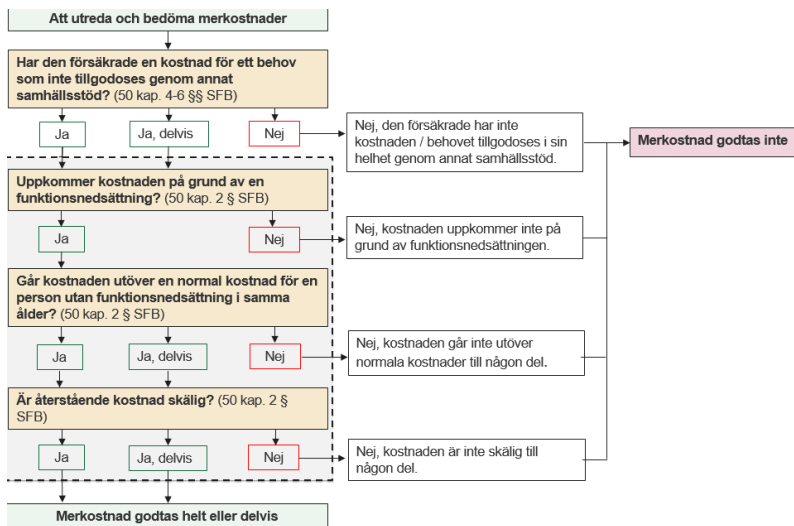 Att utreda och bedöma merkostnader
Har den försäkrade en kostnad för ett behov
som inte tillgodoses genom annat
samhällsstöd? (50 kap. 4-6 §§ SFB)
Ja
Ja, delvis
Nej
Nej, den försäkrade har inte
kostnaden / behovet tillgodoses i sin
helhet genom annat samhällsstöd.
Merkostnad godtas inte
Uppkommer kostnaden på grund av en
funktionsnedsättning? (50 kap. 2 § SFB)
Ja
Nej
Nej, kostnaden uppkommer inte på
grund av funktionsnedsättningen.
Går kostnaden utöver en normal kostnad för en
person utan funktionsnedsättning i samma
ålder? (50 kap. 2 § SFB)
Ja
Ja, delvis
Nej
Nej, kostnaden går inte utöver
normala kostnader till någon del.
Är återstående kostnad skälig? (50 kap. 2 §
SFB)
Ja
Ja, delvis
Nej
Nej, kostnaden är inte skälig till
någon del.
Merkostnad godtas helt eller delvis